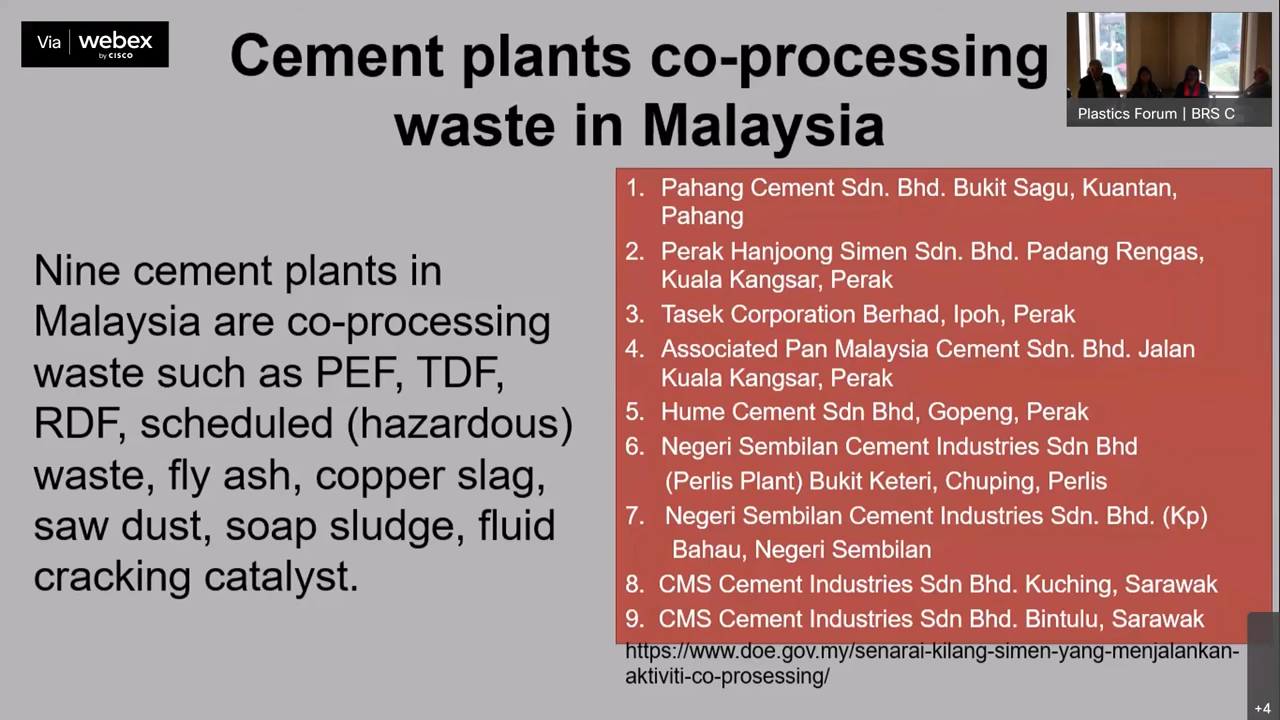 Via webex
by CISCO
Cement plants co-processing
waste in Malaysia
Plastics Forum | BRS C
Nine cement plants in
Malaysia are co-processing
waste such as PEF, TDF,
RDF, scheduled (hazardous)
waste, fly ash, copper slag,
saw dust, soap sludge, fluid
cracking catalyst.
1. Pahang Cement Sdn. Bhd. Bukit Sagu, Kuantan,
Pahang
2. Perak Hanjoong Simen Sdn. Bhd. Padang Rengas,
Kuala Kangsar, Perak
3. Tasek Corporation Berhad, Ipoh, Perak
4. Associated Pan Malaysia Cement Sdn. Bhd. Jalan
Kuala Kangsar, Perak
5. Hume Cement Sdn Bhd, Gopeng, Perak
6. Negeri Sembilan Cement Industries Sdn Bhd
(Perlis Plant) Bukit Keteri, Chuping, Perlis
7. Negeri Sembilan Cement Industries Sdn. Bhd. (Kp)
Bahau, Negeri Sembilan
8. CMS Cement Industries Sdn Bhd. Kuching, Sarawak
9. CMS Cement Industries Sdn Bhd. Bintulu, Sarawak
https://www.doe.gov.my/senarai-kilang-simen-yang-menjalankan-
aktiviti-co-prosessing/
+4